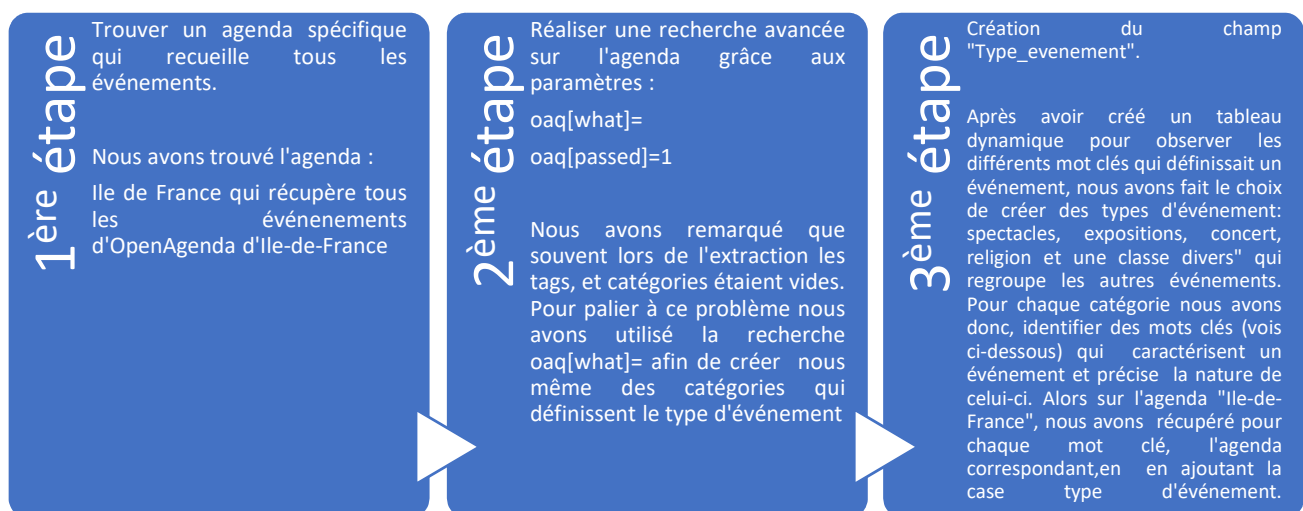 1ère étape
Trouver un agenda spécifique
qui recueille tous les
événements.
Nous avons trouvé l'agenda :
Ile de France qui récupère tous
les événenements
d'OpenAgenda d'Ile-de-France
2ème étape
Réaliser une recherche avancée
sur l'agenda grâce aux
paramètres :
oaq[what]=
oaq[passed]=1
Nous avons remarqué que
souvent lors de l'extraction les
tags, et catégories étaient vides.
Pour palier à ce problème nous
avons utilisé la recherche
oaq[what]= afin de créer nous
même des catégories qui
définissent le type d'événement
3ème étape
Création du champ
"Type_evenement".
Après avoir créé un tableau
dynamique pour observer les
différents mot clés qui définissait un
événement, nous avons fait le choix
de créer des types d'événement:
spectacles, expositions, concert,
religion et une classe divers" qui
regroupe les autres événements.
Pour chaque catégorie nous avons
donc, identifier des mots clés (vois
ci-dessous) qui caractérisent un
événement et précise la nature de
celui-ci. Alors sur l'agenda "Ile-de-
France", nous avons récupéré pour
chaque mot clé, l'agenda
correspondant,en en ajoutant la
case type d'événement.